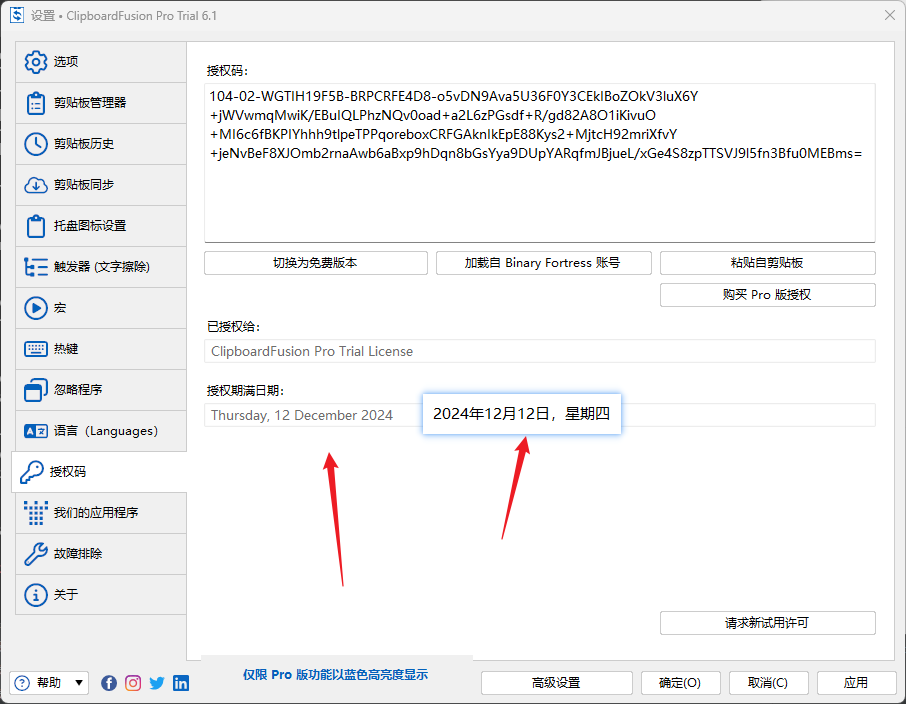 设置 • ClipboardFusion Pro Trial 6.1
选项
剪贴板管理器
剪贴板历史
剪贴板同步
托盘图标设置
触发器 (文字擦除)
宏
热键
忽略程序
语言（Languages）
授权码
我们的应用程序
故障排除
关于
授权码:
104-02-WGTIH19F5B-BRPCRFE4D8-o5vDN9Ava5U36F0Y3CEkIBoZOkV3IuX6Y
+jWVwmqMwiK/EBuIQLPhzNQv0oad+a2L6zPGsdf+R/gd82A8O1iKivuO
+MI6c6fBKPIYhhh9tlpeTPPqoreboxCRFGAknIkEpE88Kys2+MjtcH92mriXfvY
+jeNvBeF8XJOmb2rnaAwb6aBxp9hDqn8bGsYya9DUpYARqfmJBjueL/xGe4S8zpTTSVJ9l5fn3Bfu0MEBms=
切换为免费版本
加载自 Binary Fortress 账号
粘贴自剪贴板
购买 Pro 版授权
已授权给:
ClipboardFusion Pro Trial License
授权期满日期:
Thursday, 12 December 2024
2024年12月12日，星期四
请求新试用许可
帮助
仅限 Pro 版功能以蓝色高亮度显示
高级设置
确定(O)
取消(C)
应用